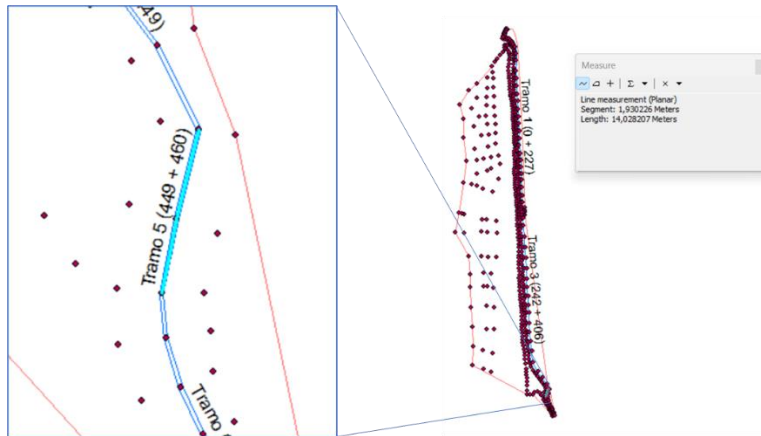 449)
Tramo 5 (449 + 460)
Tramo
Tramo 1 (0 + 227)
Tramo 3 (242 + 406)
Measure
Line measurement (Planar)
Segment: 1,930226 Meters
Length: 14,028207 Meters